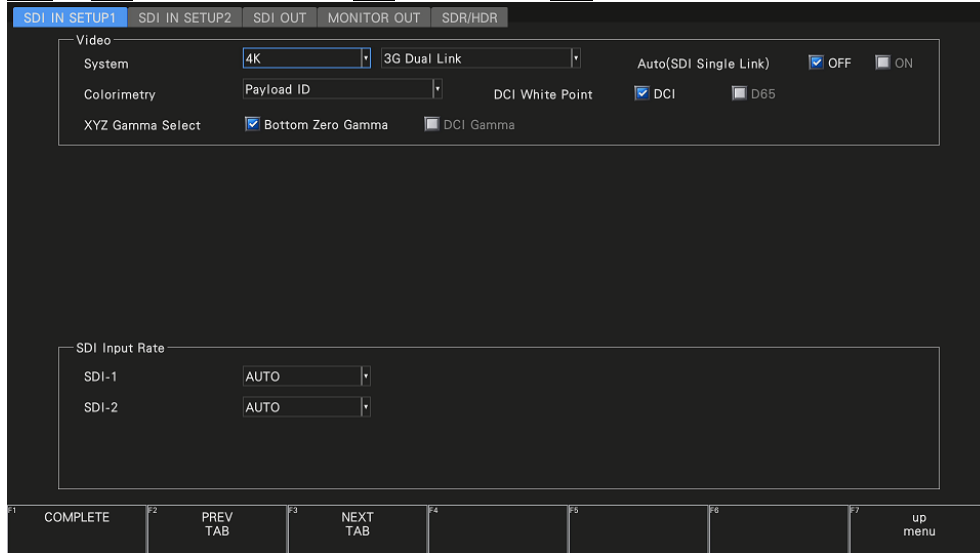 SDI IN SETUP1 SDI IN SETUP2 SDI OUT MONITOR OUT SDR/HDR
Video
System 4K 3G Dual Link Auto(SDI Single Link) OFF ON
Colorimetry Payload ID DCI White Point DCI D65
XYZ Gamma Select Bottom Zero Gamma DCI Gamma
SDI Input Rate
SDI-1 AUTO
SDI-2 AUTO
F1 COMPLETE F2 PREV TAB F3 NEXT TAB F4 F5 F6 F7 up menu